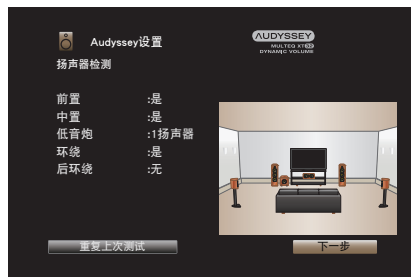 Audyssey设置
AUDYSSEY
MULTEQ XT32
DYNAMIC VOLUME
扬声器检测
前置 :是
中置 :是
低音炮 :1扬声器
环绕 :是
后环绕 :无
重复上次测试
下一步